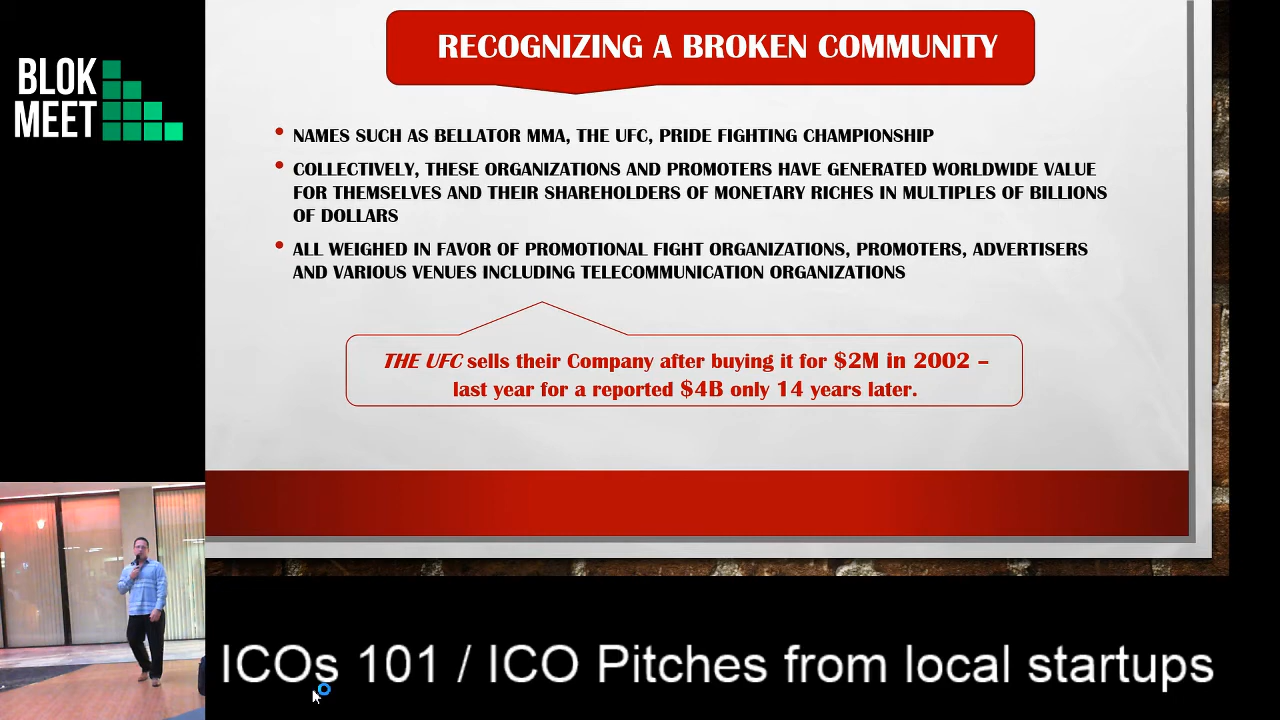 BLOK
MEET
RECOGNIZING A BROKEN COMMUNITY
• NAMES SUCH AS BELLATOR MMA, THE UFC, PRIDE FIGHTING CHAMPIONSHIP
• COLLECTIVELY, THESE ORGANIZATIONS AND PROMOTERS HAVE GENERATED WORLDWIDE VALUE
FOR THEMSELVES AND THEIR SHAREHOLDERS OF MONETARY RICHES IN MULTIPLES OF BILLIONS
OF DOLLARS
• ALL WEIGHED IN FAVOR OF PROMOTIONAL FIGHT ORGANIZATIONS, PROMOTERS, ADVERTISERS
AND VARIOUS VENUES INCLUDING TELECOMMUNICATION ORGANIZATIONS
THE UFC sells their Company after buying it for $2M in 2002 –
last year for a reported $4B only 14 years later.
ICOs 101 / ICO Pitches from local startups